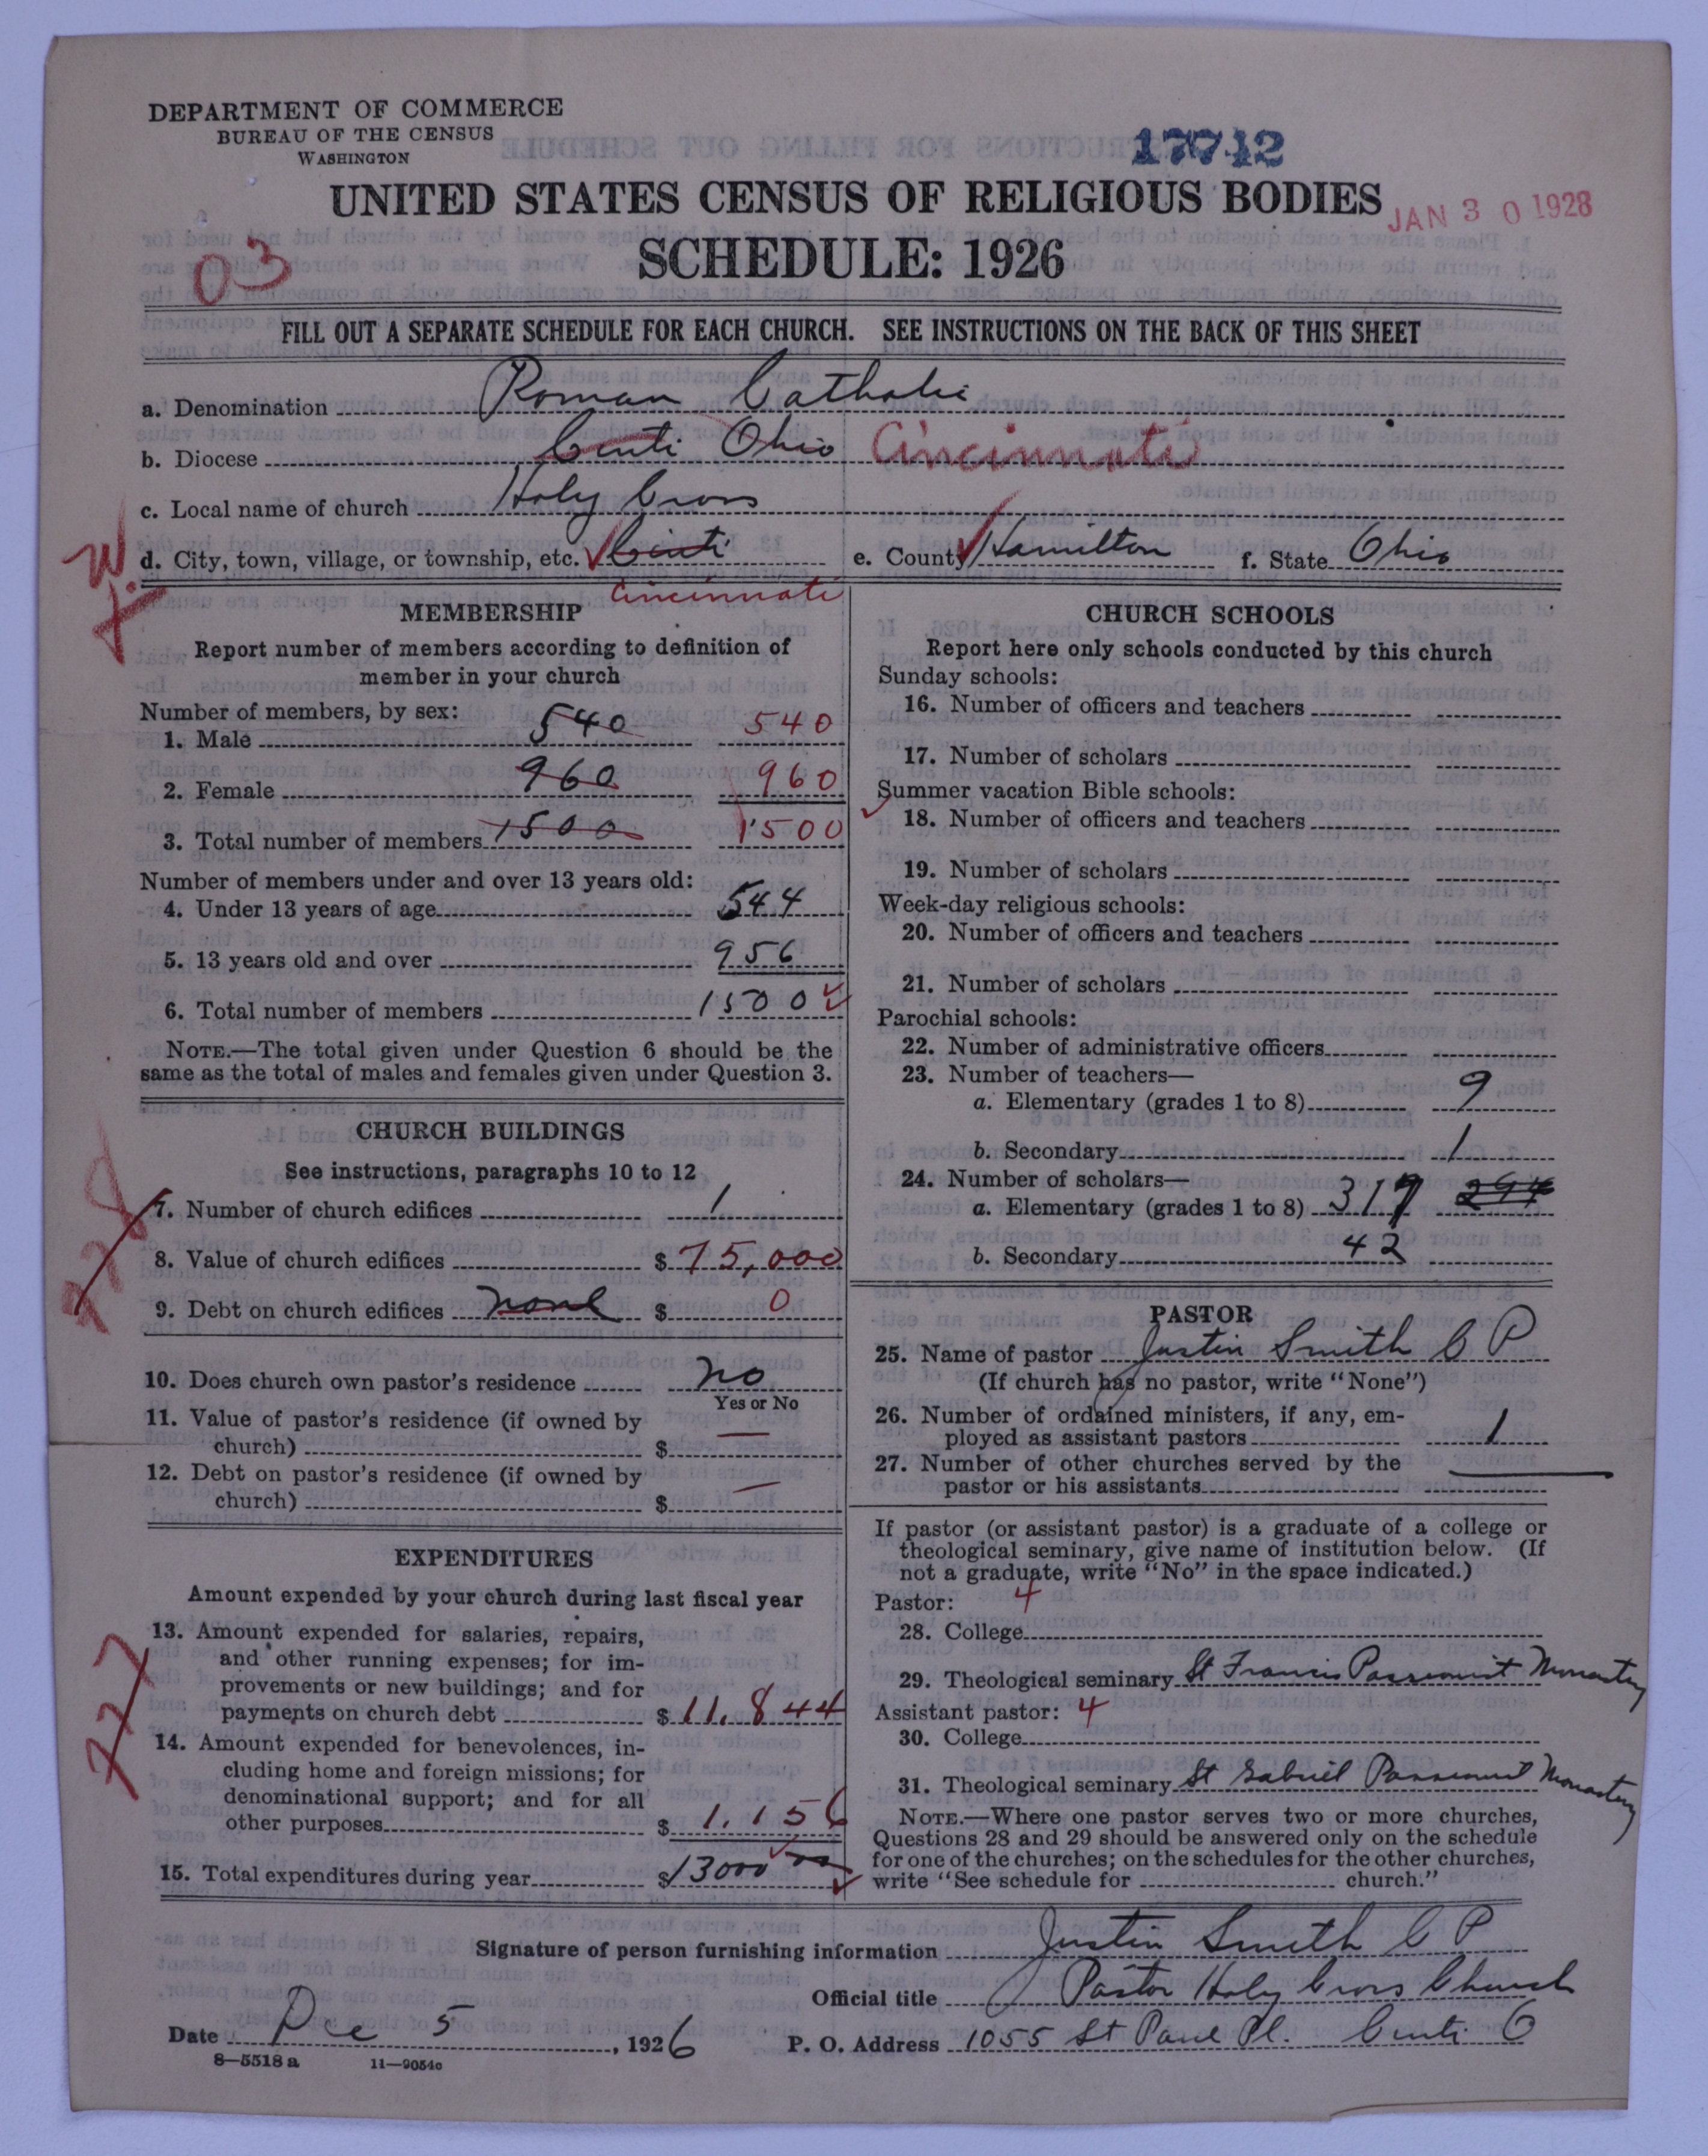 DEPARTMENT OF COMMERCE
BUREAU OF THE CENSUS
WASHINGTON
17712
UNITED STATES CENSUS OF RELIGIOUS BODIES
JAN 30 1928
SCHEDULE: 1926
03
FILL OUT A SEPARATE SCHEDULE FOR EACH CHURCH. SEE INSTRUCTIONS ON THE BACK OF THIS SHEET
a. Denomination Roman Catholic
b. Diocese Cinti Ohio Cincinnati
c. Local name of church Holy Cross
d. City, town, village, or township, etc. Cinti e. County Hamilton f. State Ohio
Cincinnati
MEMBERSHIP
Report number of members according to definition of
member in your church
Number of members, by sex:
1. Male 540 540
2. Female 960 960
3. Total number of members 1500 1500
Number of members under and over 13 years old:
4. Under 13 years of age 544
5. 13 years old and over 956
6. Total number of members 1500
NOTE.—The total given under Question 6 should be the
same as the total of males and females given under Question 3.
CHURCH BUILDINGS
See instructions, paragraphs 10 to 12
7. Number of church edifices 1
8. Value of church edifices $ 75,000
9. Debt on church edifices none $ 0
10. Does church own pastor's residence No
Yes or No
11. Value of pastor's residence (if owned by
church) $ —
12. Debt on pastor's residence (if owned by
church) $ —
EXPENDITURES
Amount expended by your church during last fiscal year
13. Amount expended for salaries, repairs,
and other running expenses; for im-
provements or new buildings; and for
payments on church debt $ 11,844
14. Amount expended for benevolences, in-
cluding home and foreign missions; for
denominational support; and for all
other purposes $ 1,156
15. Total expenditures during year $ 13000
CHURCH SCHOOLS
Report here only schools conducted by this church
Sunday schools:
16. Number of officers and teachers
17. Number of scholars
Summer vacation Bible schools:
18. Number of officers and teachers
19. Number of scholars
Week-day religious schools:
20. Number of officers and teachers
21. Number of scholars
Parochial schools:
22. Number of administrative officers
23. Number of teachers—
a. Elementary (grades 1 to 8) 9
b. Secondary 1
24. Number of scholars—
a. Elementary (grades 1 to 8) 317 294
b. Secondary 42
PASTOR
25. Name of pastor Justin Smith C P
(If church has no pastor, write "None")
26. Number of ordained ministers, if any, em-
ployed as assistant pastors 1
27. Number of other churches served by the
pastor or his assistants
If pastor (or assistant pastor) is a graduate of a college or
theological seminary, give name of institution below. (If
not a graduate, write "No" in the space indicated.)
Pastor: 4
28. College
29. Theological seminary St Francis Passionist Monastery
Assistant pastor: 4
30. College
31. Theological seminary St Gabriel Passionist Monastery
NOTE.—Where one pastor serves two or more churches,
Questions 28 and 29 should be answered only on the schedule
for one of the churches; on the schedules for the other churches,
write "See schedule for church."
Signature of person furnishing information Justin Smith C P
Official title Pastor Holy Cross Church
Date Dec 5, 1926 P. O. Address 1055 St Paul Pl. Cinti O
8—5518 a 11—9054c